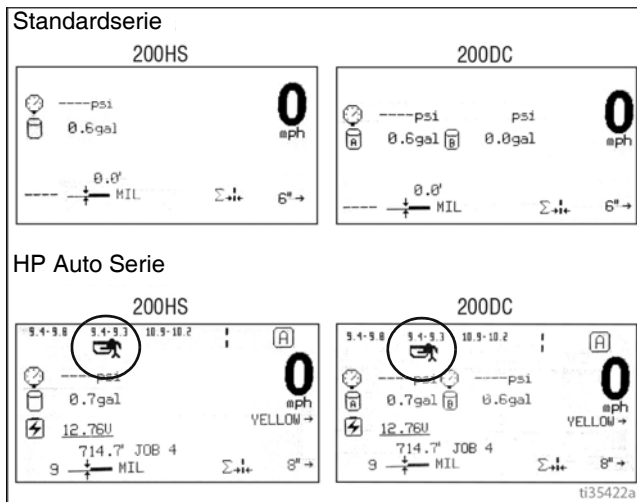 Standardserie
200HS
----psi
0.6gal
0
mph
0.0'
---- MIL
6"→
200DC
----psi psi
A 0.6gal B 0.0gal
0
mph
0.0'
---- MIL
6"→
HP Auto Serie
200HS
9.4-9.8 9.4-9.3 10.9-10.2
A
----psi
0.7gal
0
mph
YELLOW→
12.76V
714.7' JOB 4
9 MIL
8"→
200DC
9.4-9.8 9.4-9.3 10.9-10.2
A
----psi ----psi
A 0.7gal B 0.6gal
0
mph
YELLOW→
12.76V
714.7' JOB 4
9 MIL
8"→
ti35422a